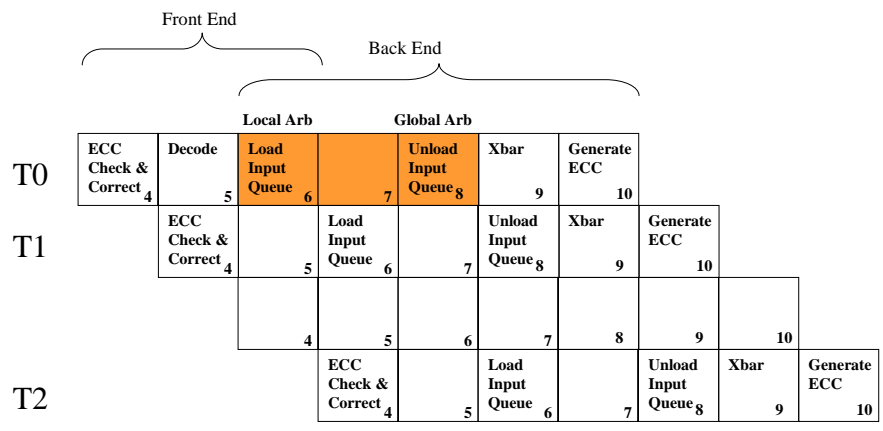 Front End
Back End
Local Arb Global Arb
T0
ECC Check & Correct 4
Decode 5
Load Input Queue 6
7
Unload Input Queue 8
Xbar 9
Generate ECC 10
T1
ECC Check & Correct 4
5
Load Input Queue 6
7
Unload Input Queue 8
Xbar 9
Generate ECC 10
4 5 6 7 8 9 10
T2
ECC Check & Correct 4
5
Load Input Queue 6
7
Unload Input Queue 8
Xbar 9
Generate ECC 10